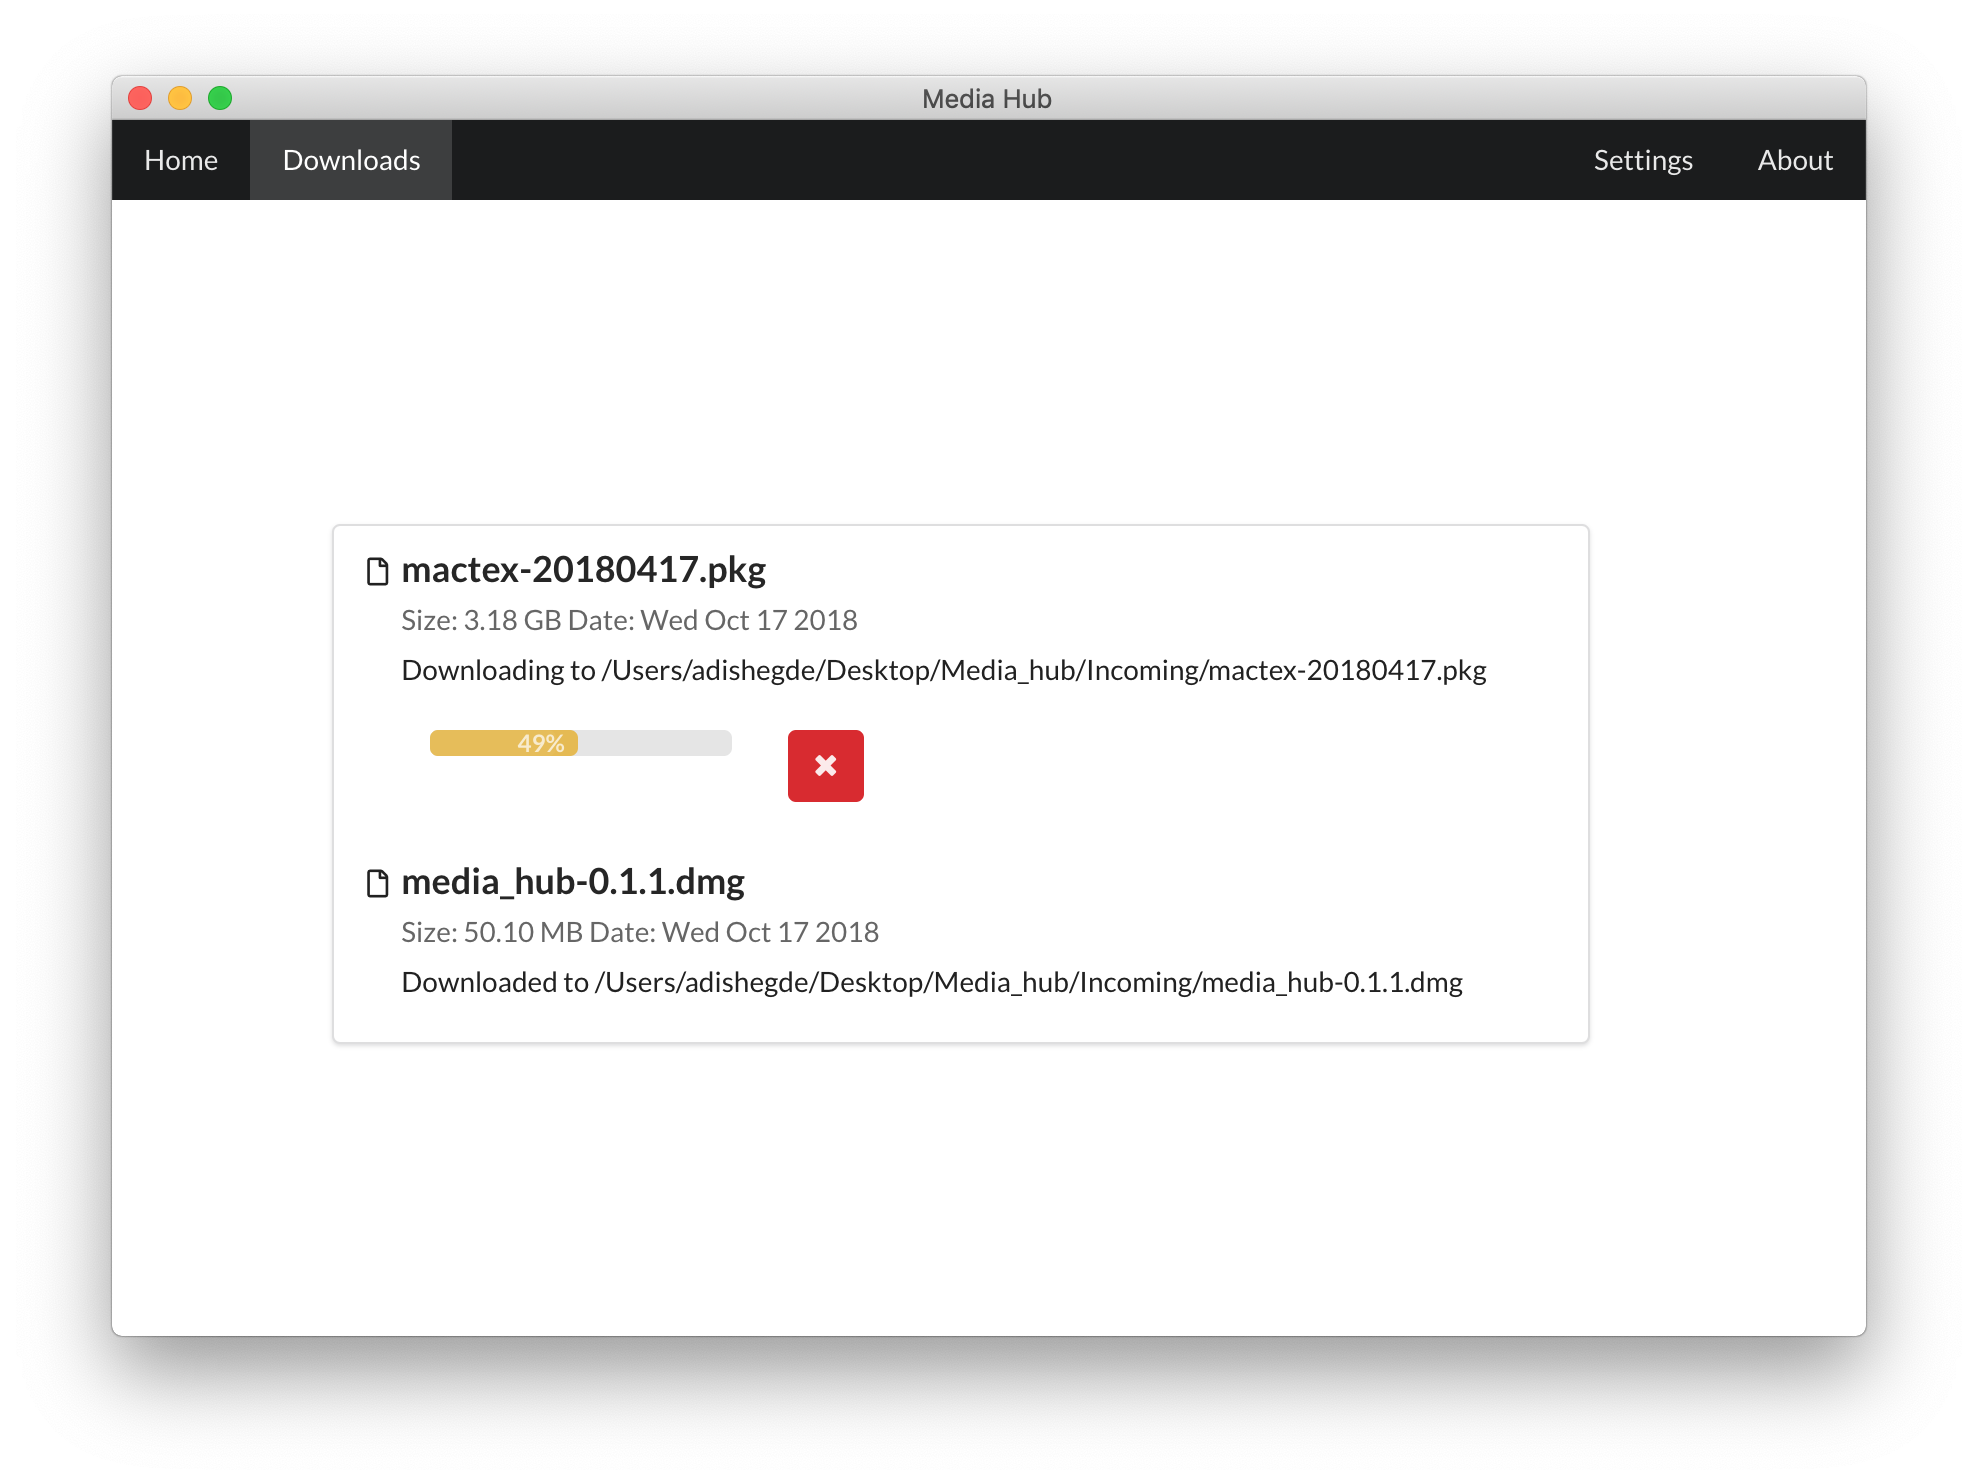 Media Hub
Home Downloads Settings About
mactex-20180417.pkg
Size: 3.18 GB Date: Wed Oct 17 2018
Downloading to /Users/adishegde/Desktop/Media_hub/Incoming/mactex-20180417.pkg
49%
media_hub-0.1.1.dmg
Size: 50.10 MB Date: Wed Oct 17 2018
Downloaded to /Users/adishegde/Desktop/Media_hub/Incoming/media_hub-0.1.1.dmg